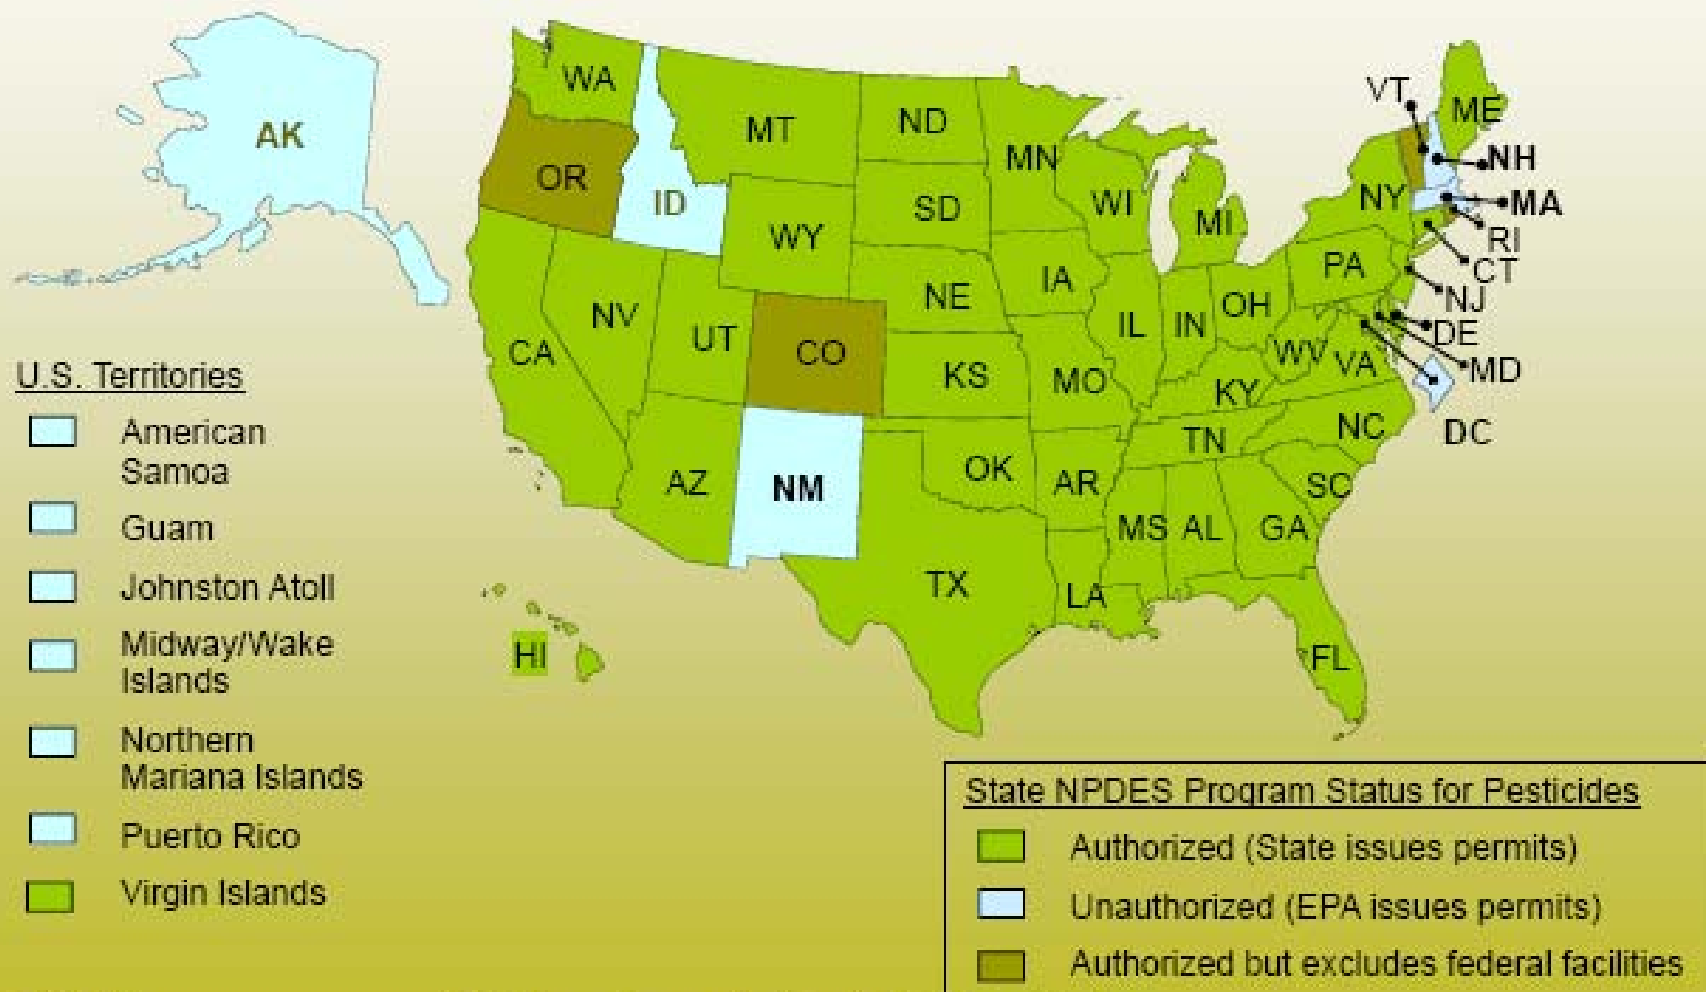 AK
WA
OR
ID
MT
ND
MN
WI
MI
SD
WY
NE
IA
NV
UT
CO
CA
KS
MO
IL
IN
OH
PA
NY
VT
ME
NH
MA
RI
CT
NJ
DE
MD
DC
WV
VA
KY
NC
TN
SC
AZ
NM
OK
AR
MS
AL
GA
TX
LA
FL
HI
U.S. Territories
American
Samoa
Guam
Johnston Atoll
Midway/Wake
Islands
Northern
Mariana Islands
Puerto Rico
Virgin Islands
State NPDES Program Status for Pesticides
Authorized (State issues permits)
Unauthorized (EPA issues permits)
Authorized but excludes federal facilities